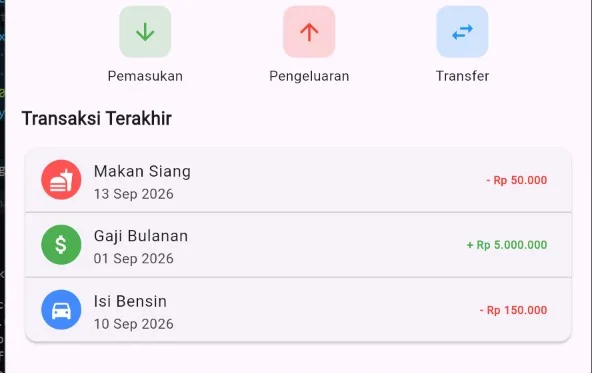 Pemasukan
Pengeluaran
Transfer
Transaksi Terakhir
Makan Siang
13 Sep 2026
- Rp 50.000
Gaji Bulanan
01 Sep 2026
+ Rp 5.000.000
Isi Bensin
10 Sep 2026
- Rp 150.000